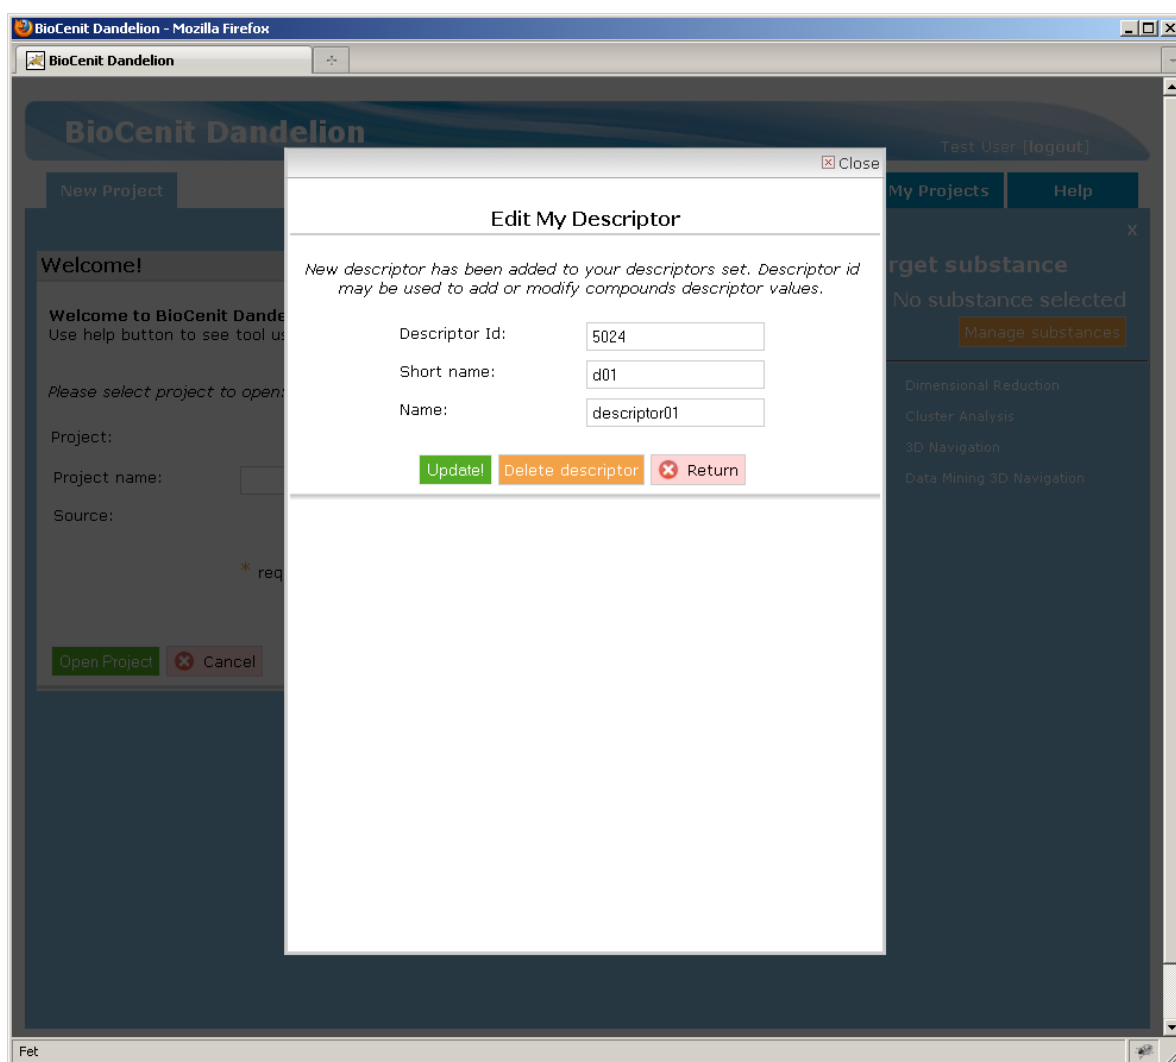 BioCenit Dandelion - Mozilla Firefox
BioCenit Dandelion
BioCenit Dandelion
Test User [logout]
New Project
My Projects
Help
Close
Edit My Descriptor
New descriptor has been added to your descriptors set. Descriptor id
may be used to add or modify compounds descriptor values.
Descriptor Id: 5024
Short name: d01
Name: descriptor01
Update! Delete descriptor Return
Welcome!
Welcome to BioCenit
Use help button to see tool
Please select project to open:
Project:
Project name:
Source:
*
Open Project Cancel
X
substance
No substance selected
Manage substances
Dimensional Reduction
Cluster Analysis
3D Navigation
Data Mining 3D Navigation
Fet